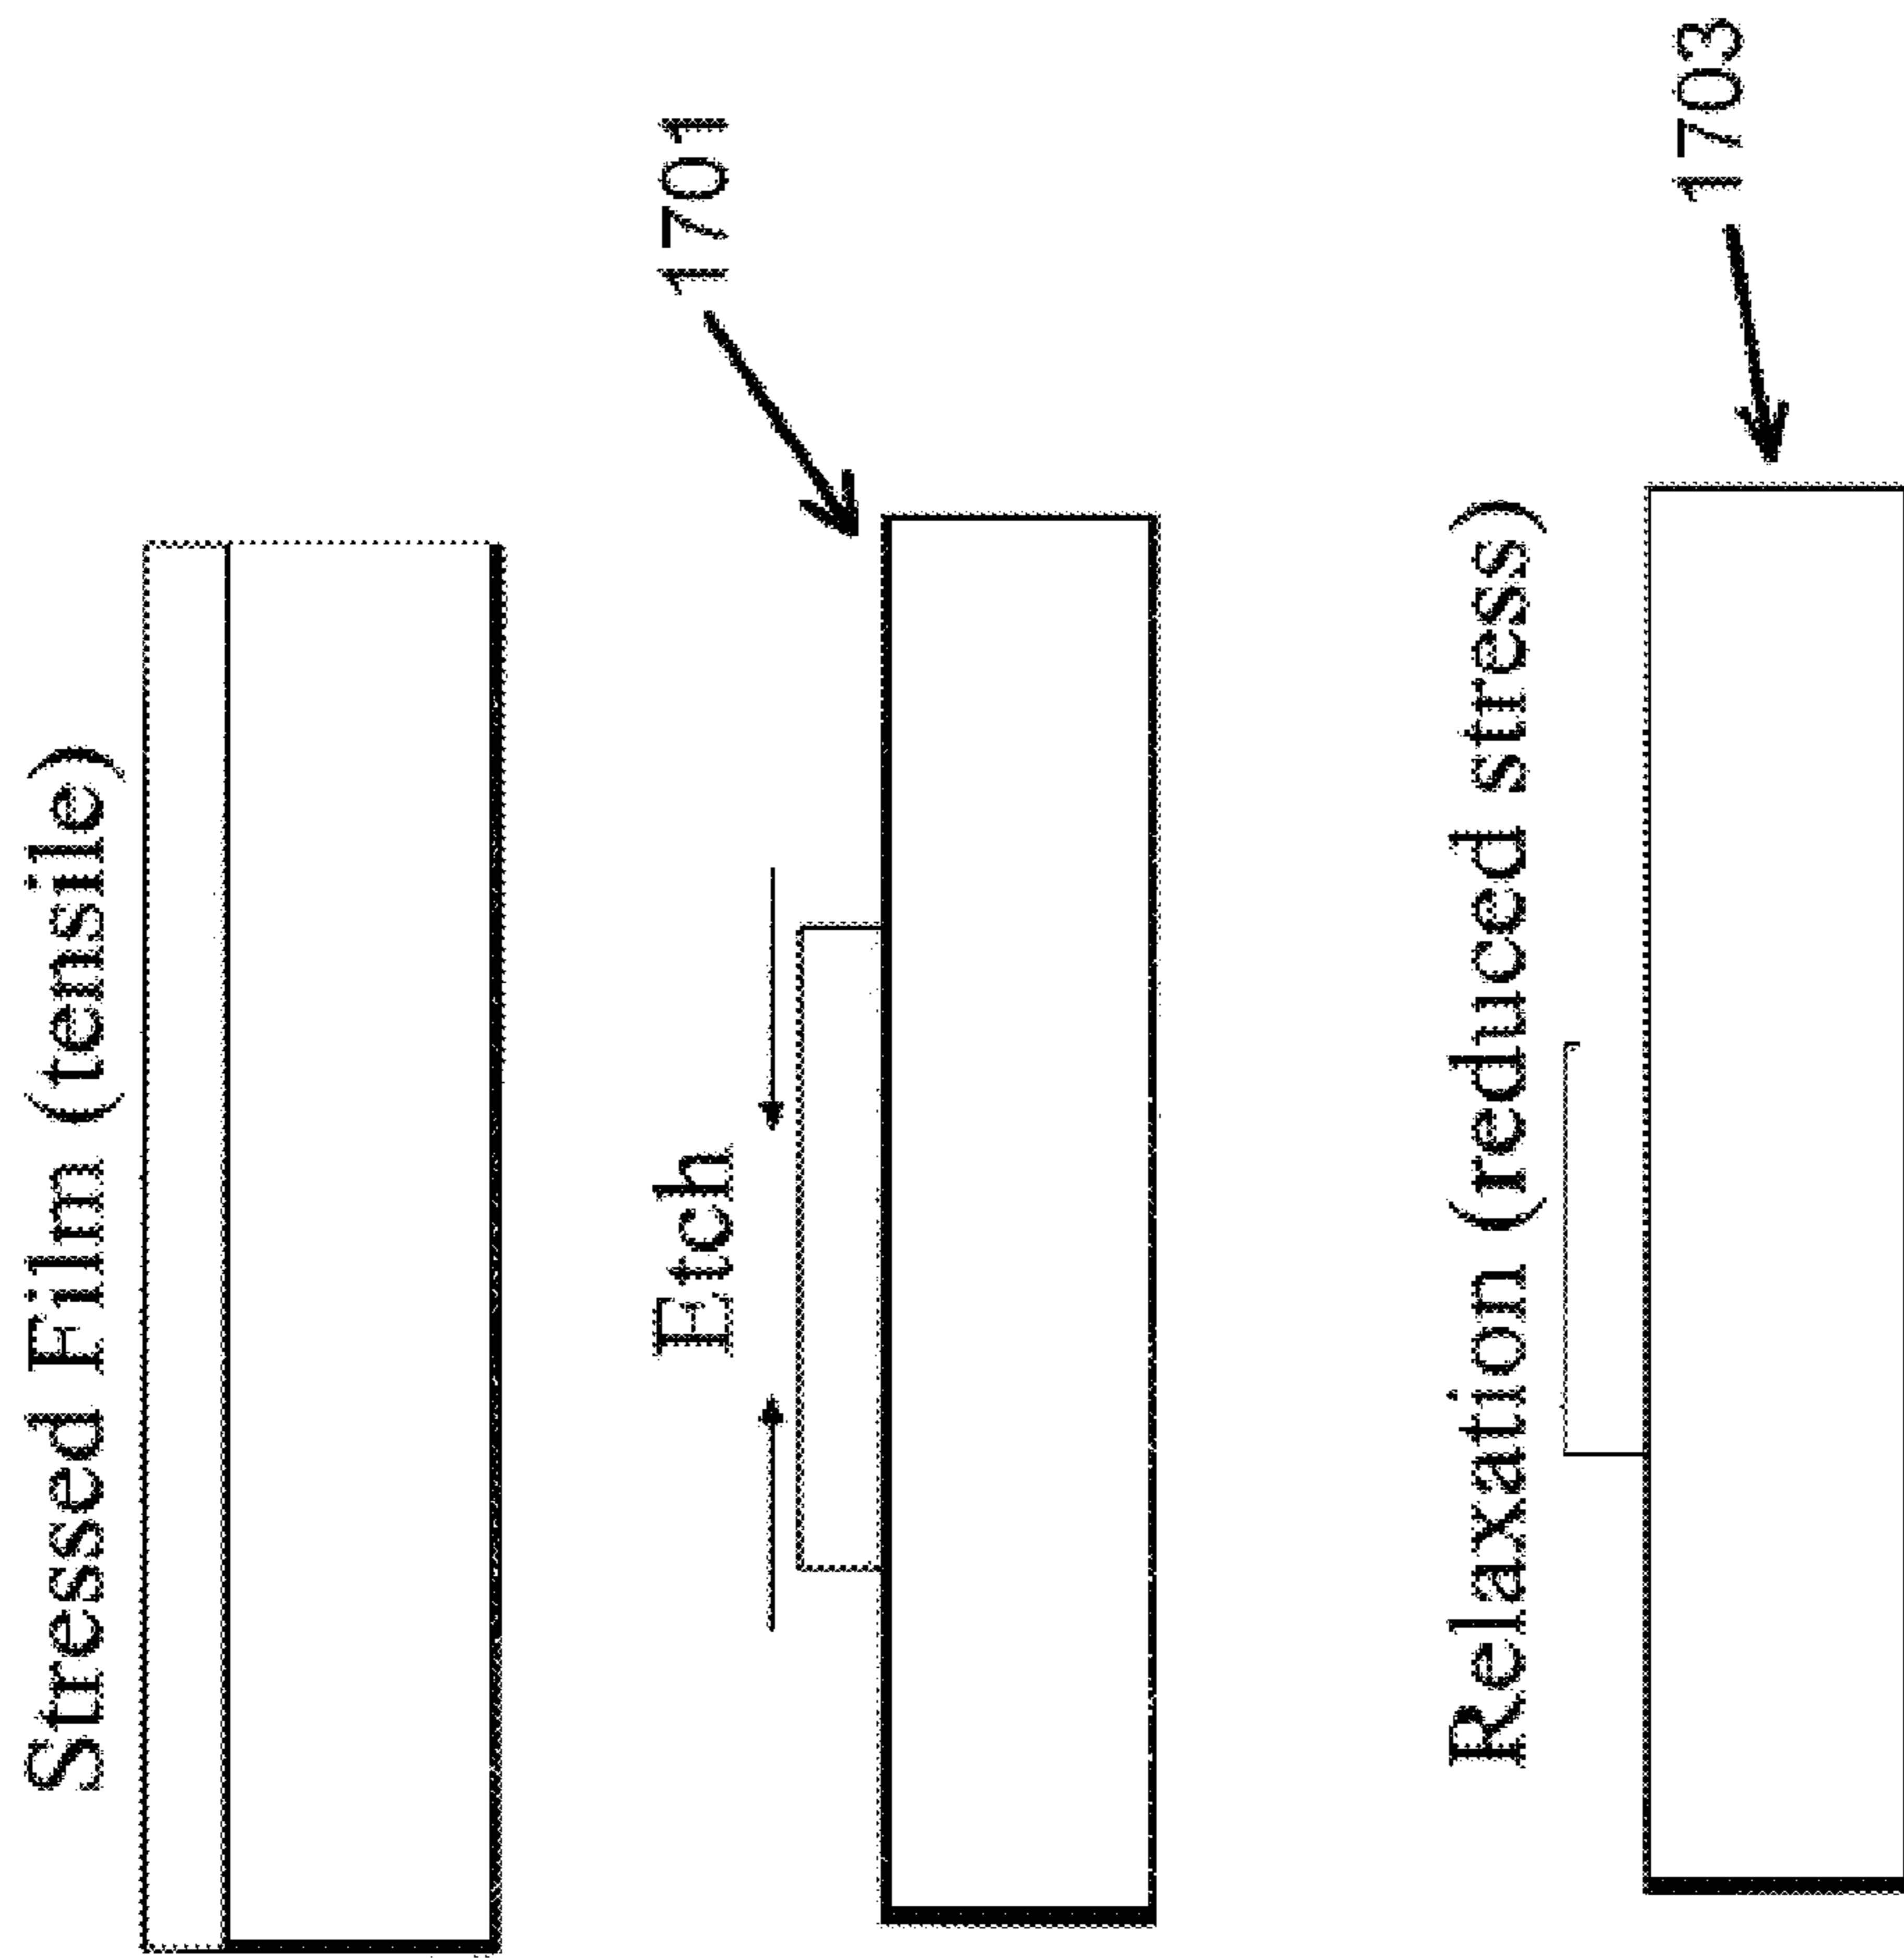 Stressed Film (tensile)
Etch
1701
Relaxation (reduced stress)
1703